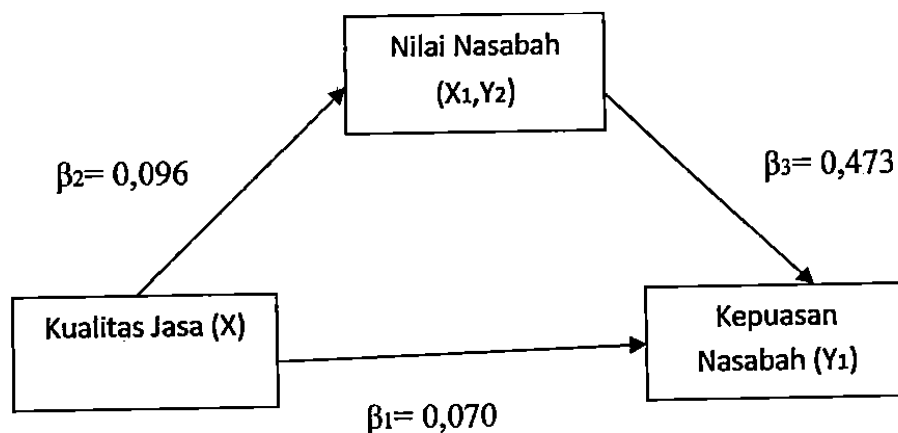 Nilai Nasabah
(X1,Y2)
β2= 0,096
β3= 0,473
Kualitas Jasa (X)
Kepuasan
Nasabah (Y1)
β1= 0,070